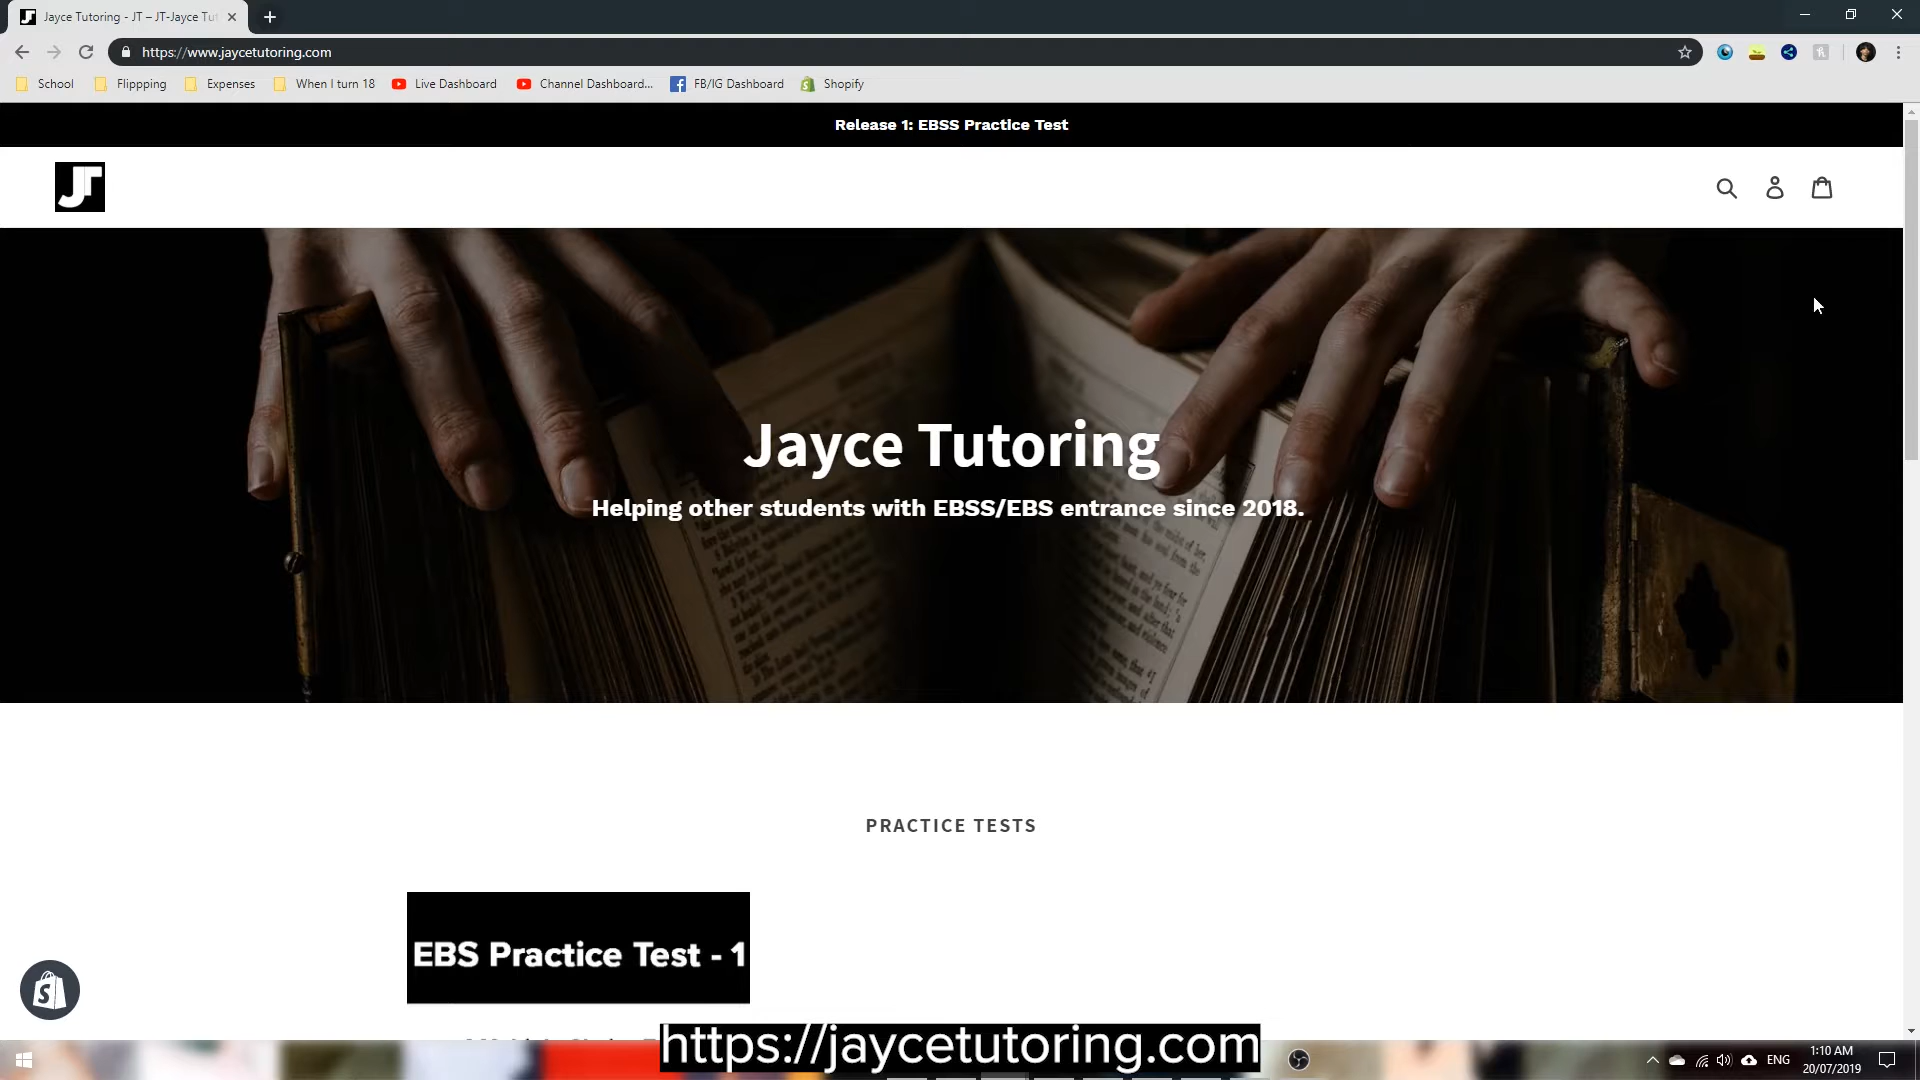 Jayce Tutoring - JT – JT-Jayce Tut
https://www.jaycetutoring.com
School
Flippping
Expenses
When I turn 18
Live Dashboard
Channel Dashboard...
FB/IG Dashboard
Shopify
Release 1: EBSS Practice Test
JT
Jayce Tutoring
Helping other students with EBSS/EBS entrance since 2018.
PRACTICE TESTS
EBS Practice Test - 1
https://jaycetutoring.com
ENG
1:10 AM
20/07/2019